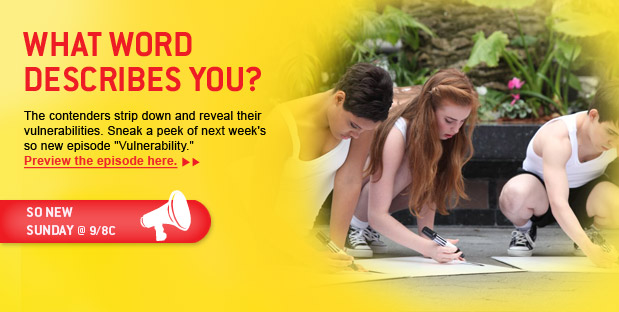 WHAT WORD
DESCRIBES YOU?
The contenders strip down and reveal their
vulnerabilities. Sneak a peek of next week's
so new episode "Vulnerability."
Preview the episode here.
SO NEW
SUNDAY @ 9/8C